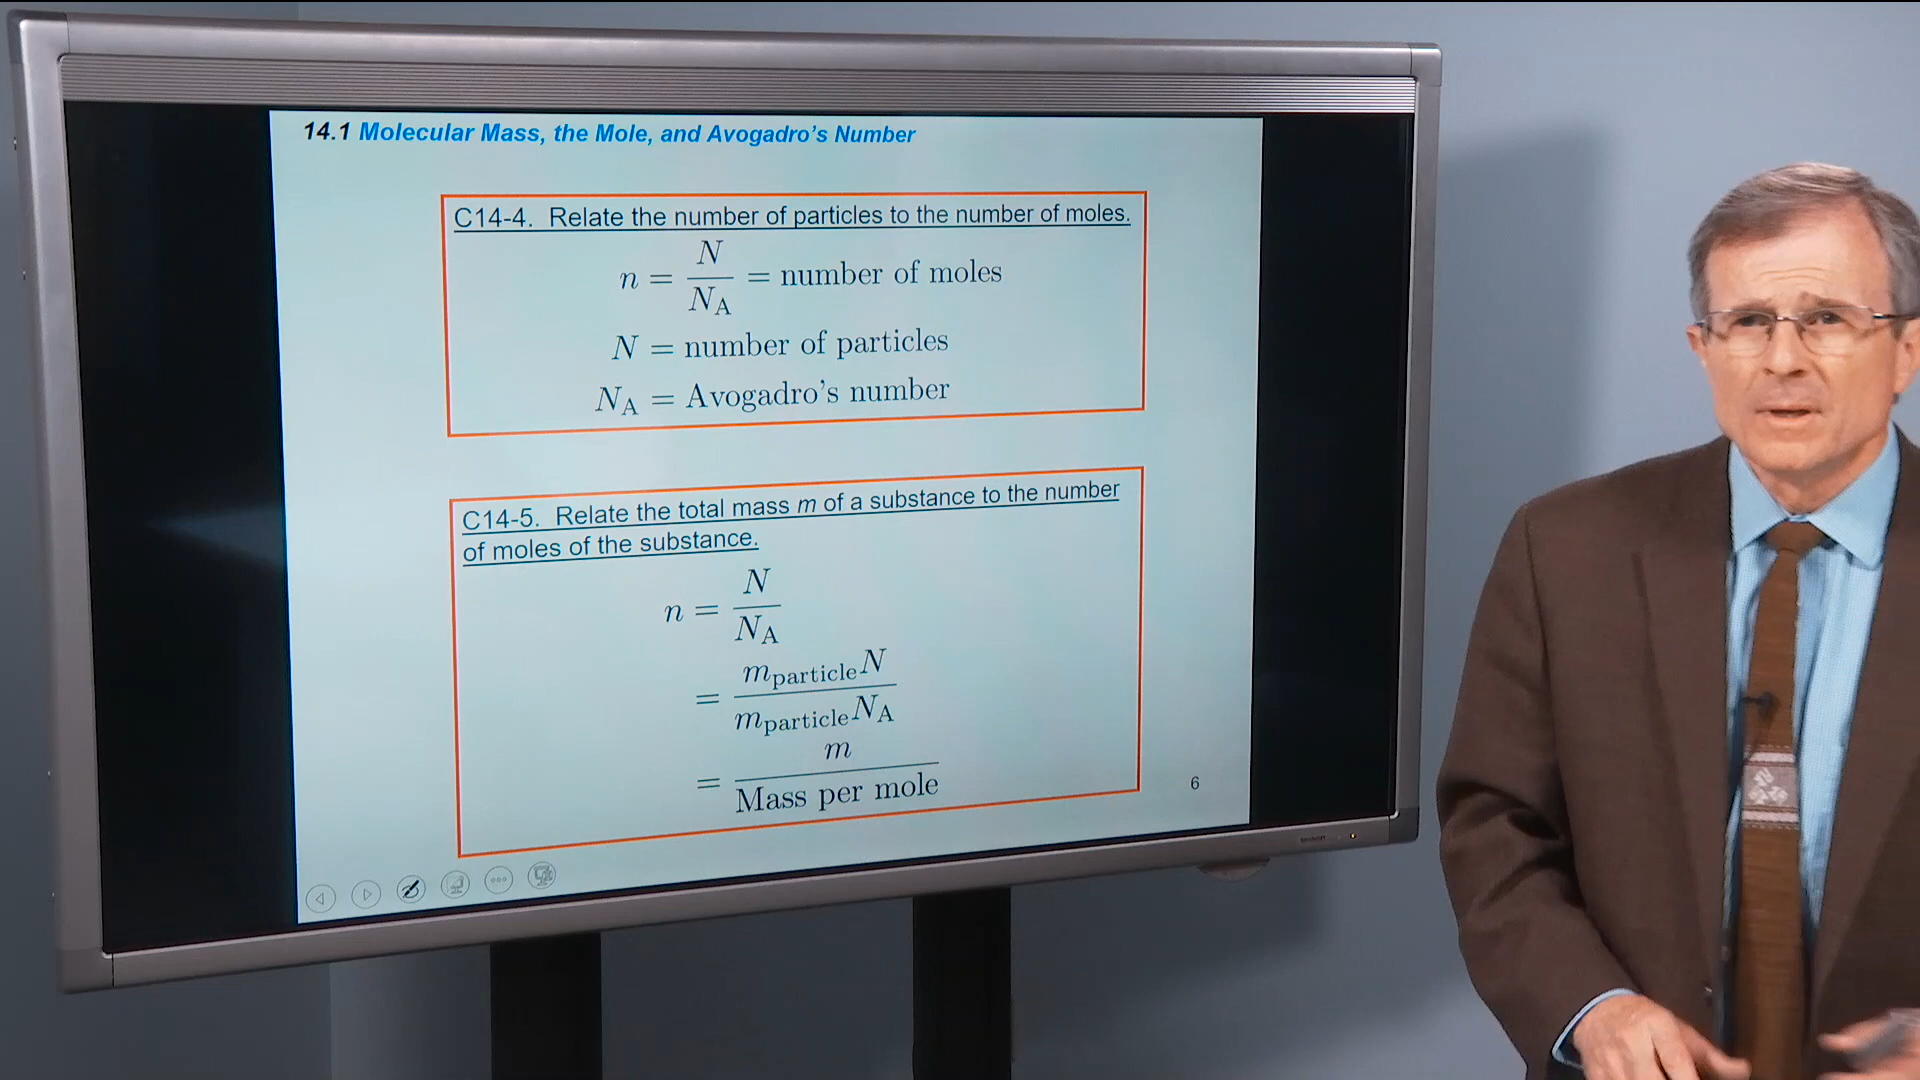 14.1 Molecular Mass, the Mole, and Avogadro's Number
C14-4. Relate the number of particles to the number of moles.
n = N / N_A = number of moles
N = number of particles
N_A = Avogadro's number
C14-5. Relate the total mass m of a substance to the number
of moles of the substance.
n = N / N_A
= m_particle N / m_particle N_A
= m / Mass per mole
6